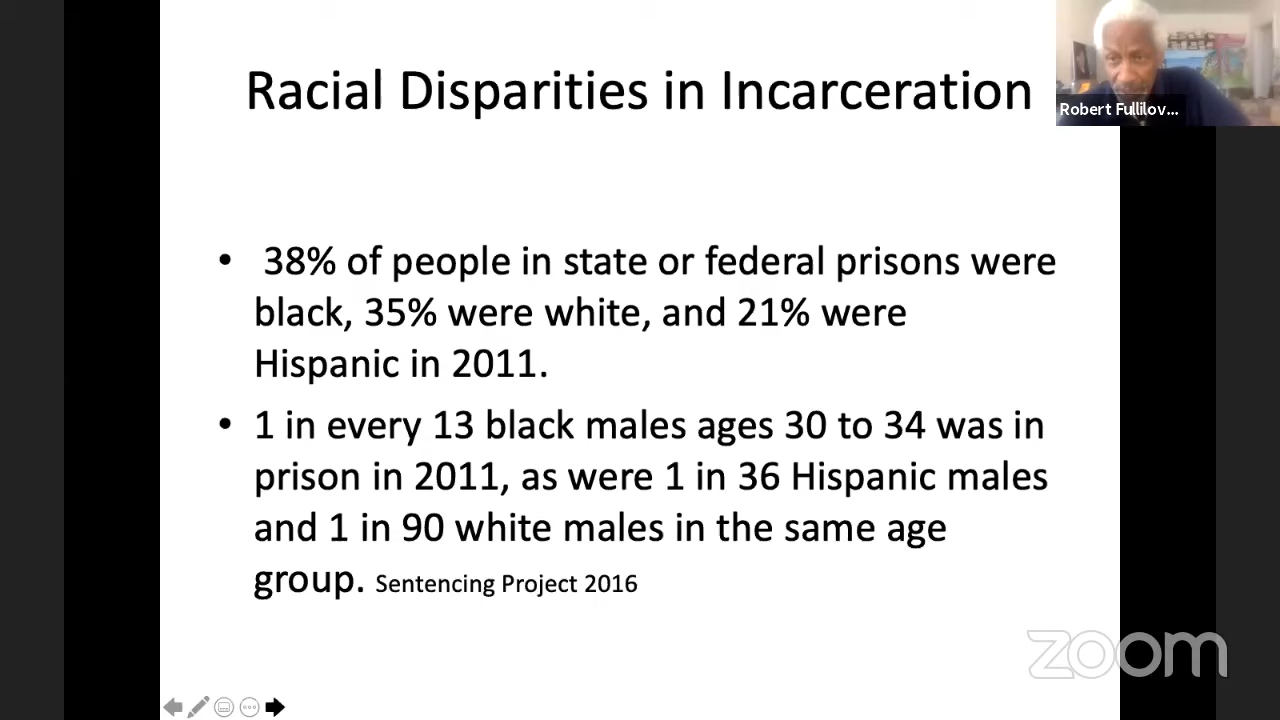 Racial Disparities in Incarceration
Robert Fullilov...
• 38% of people in state or federal prisons were
black, 35% were white, and 21% were
Hispanic in 2011.
• 1 in every 13 black males ages 30 to 34 was in
prison in 2011, as were 1 in 36 Hispanic males
and 1 in 90 white males in the same age
group. Sentencing Project 2016
zoom